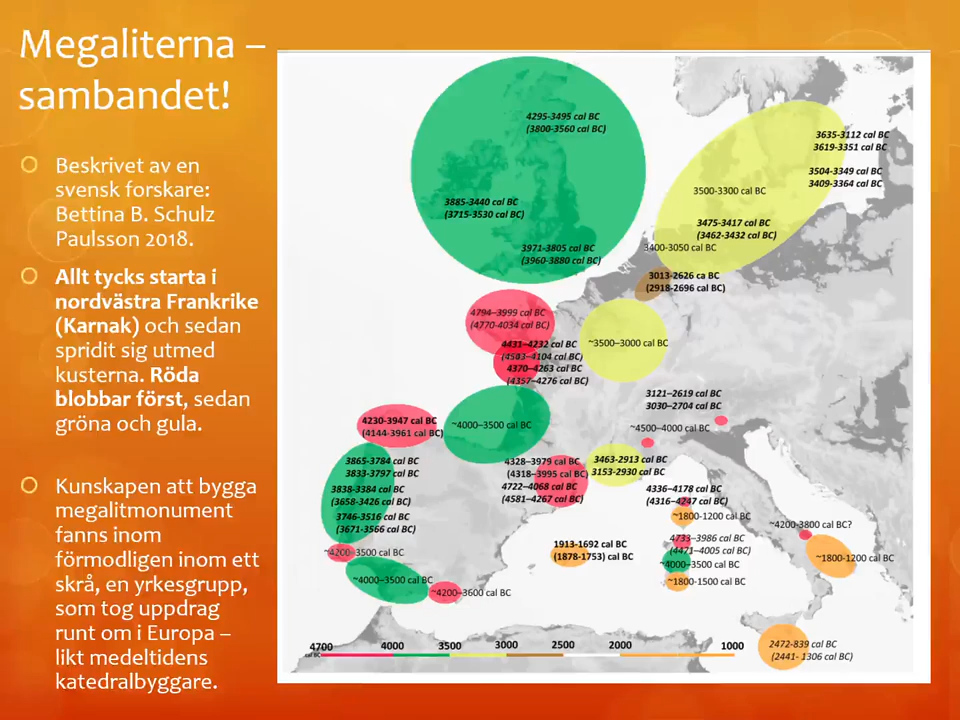 Megaliterna –
sambandet!
Beskrivet av en
svensk forskare:
Bettina B. Schulz
Paulsson 2018.
Allt tycks starta i
nordvästra Frankrike
(Karnak) och sedan
spridit sig utmed
kusterna. Röda
blobbar först, sedan
gröna och gula.
Kunskapen att bygga
megalitmonument
fanns inom
förmodligen inom ett
skrå, en yrkesgrupp,
som tog uppdrag
runt om i Europa –
likt medeltidens
katedralbyggare.
4295-3495 cal BC
(3800-3560 cal BC)
3885-3440 cal BC
(3715-3530 cal BC)
3971-3805 cal BC
(3960-3880 cal BC)
3635-3112 cal BC
3619-3351 cal BC
3504-3349 cal BC
3409-3364 cal BC
3500-3300 cal BC
3475-3417 cal BC
(3462-3432 cal BC)
3400-3050 cal BC
3013-2626 ca BC
(2918-2696 cal BC)
4794–3999 cal BC
(4770-4034 cal BC)
4431–4232 cal BC
(4503–4104 cal BC)
4370–4263 cal BC
(4357–4276 cal BC)
~3500–3000 cal BC
3121–2619 cal BC
3030–2704 cal BC
4230-3947 cal BC
(4144-3961 cal BC)
~4000–3500 cal BC
~4500–4000 cal BC
3865-3784 cal BC
3833-3797 cal BC
3838-3384 cal BC
(3658-3426 cal BC)
3746-3516 cal BC
(3671-3566 cal BC)
4328–3979 cal BC
(4318–3995 cal BC)
4722–4068 cal BC
(4581–4267 cal BC)
3463-2913 cal BC
3153-2930 cal BC
4336–4178 cal BC
(4316–4247 cal BC)
~1800-1200 cal BC
~4200-3800 cal BC?
~4200–3500 cal BC
1913-1692 cal BC
(1878-1753) cal BC)
4733–3986 cal BC
(4471–4005 cal BC)
~4000–3500 cal BC
~1800-1500 cal BC
~1800-1200 cal BC
~4000–3500 cal BC
~4200-3600 cal BC
2472-839 cal BC
(2441- 1306 cal BC)
4700 4000 3500 3000 2500 2000 1000
cal BC